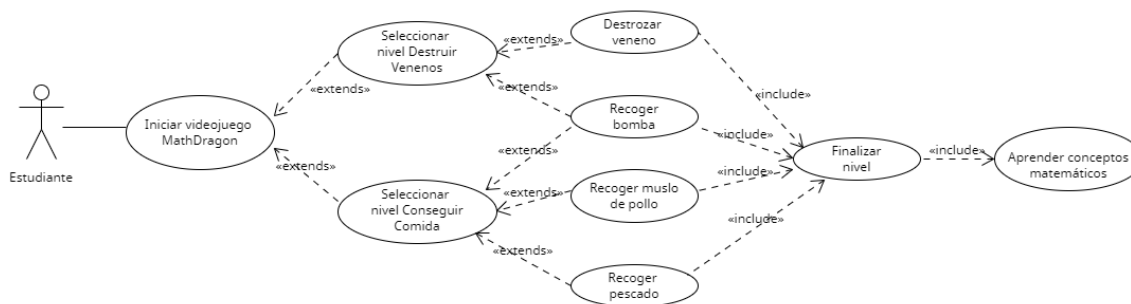 Estudiante
Iniciar videojuego
MathDragon
«extends»
«extends»
Seleccionar
nivel Destruir
Venenos
Seleccionar
nivel Conseguir
Comida
«extends»
«extends»
«extends»
«extends»
«extends»
Destrozar
veneno
Recoger
bomba
Recoger muslo
de pollo
Recoger
pescado
«include»
«include»
«include»
«include»
Finalizar
nivel
«include»
Aprender conceptos
matemáticos